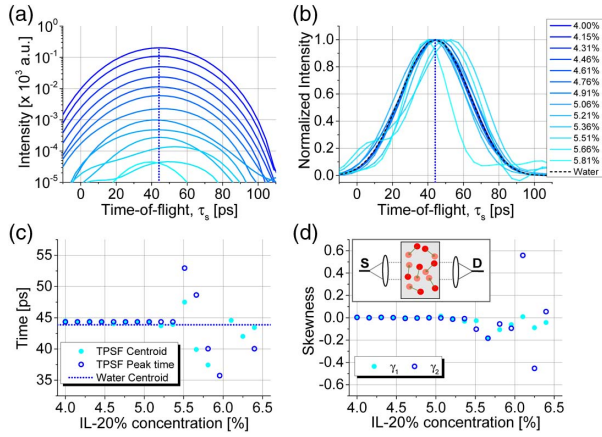 (a)
10^0
10^-1
10^-2
10^-3
10^-4
10^-5
Intensity [x 10^3 a.u.]
0 20 40 60 80 100
Time-of-flight, τ_s [ps]
(b)
1.0
0.8
0.6
0.4
0.2
0.0
Normalized Intensity
0 20 40 60 80 100
Time-of-flight, τ_s [ps]
4.00%
4.15%
4.31%
4.46%
4.61%
4.76%
4.91%
5.06%
5.21%
5.36%
5.51%
5.66%
5.81%
Water
(c)
55
50
45
40
35
Time [ps]
TPSF Centroid
TPSF Peak time
Water Centroid
4.0 4.5 5.0 5.5 6.0 6.5
IL-20% concentration [%]
(d)
0.6
0.4
0.2
0.0
-0.2
-0.4
-0.6
Skewness
S
D
γ_1 γ_2
4.0 4.5 5.0 5.5 6.0 6.5
IL-20% concentration [%]